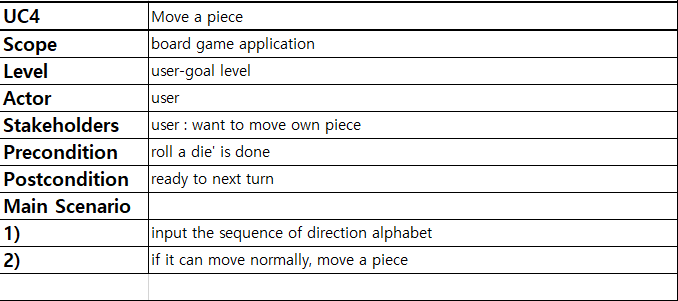 UC4 Move a piece
Scope board game application
Level user-goal level
Actor user
Stakeholders user : want to move own piece
Precondition roll a die' is done
Postcondition ready to next turn
Main Scenario
1) input the sequence of direction alphabet
2) if it can move normally, move a piece